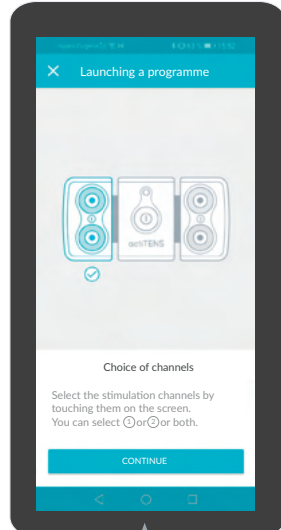 Launching a programme
actiTENS
Choice of channels
Select the stimulation channels by
touching them on the screen.
You can select ①or②or both.
CONTINUE